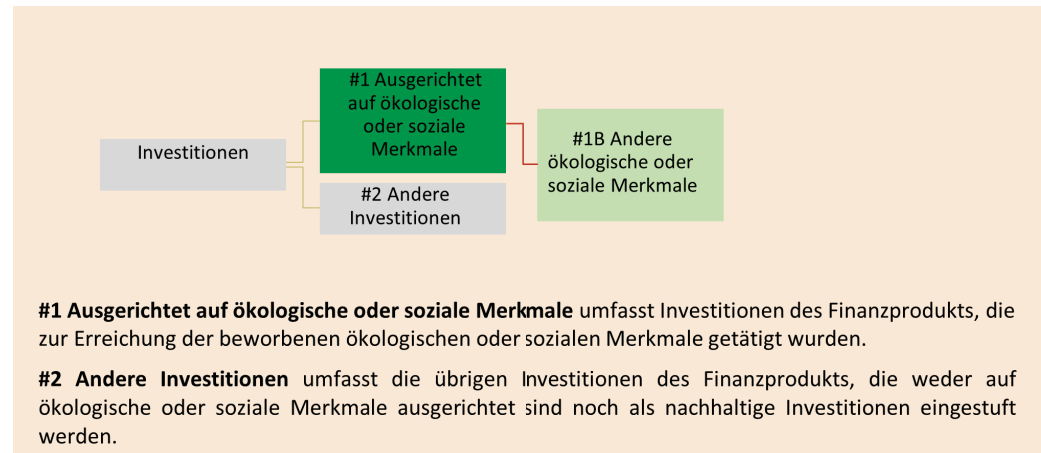 Investitionen
#1 Ausgerichtet
auf ökologische
oder soziale
Merkmale
#2 Andere
Investitionen
#1B Andere
ökologische oder
soziale Merkmale
#1 Ausgerichtet auf ökologische oder soziale Merkmale umfasst Investitionen des Finanzprodukts, die
zur Erreichung der beworbenen ökologischen oder sozialen Merkmale getätigt wurden.
#2 Andere Investitionen umfasst die übrigen Investitionen des Finanzprodukts, die weder auf
ökologische oder soziale Merkmale ausgerichtet sind noch als nachhaltige Investitionen eingestuft
werden.